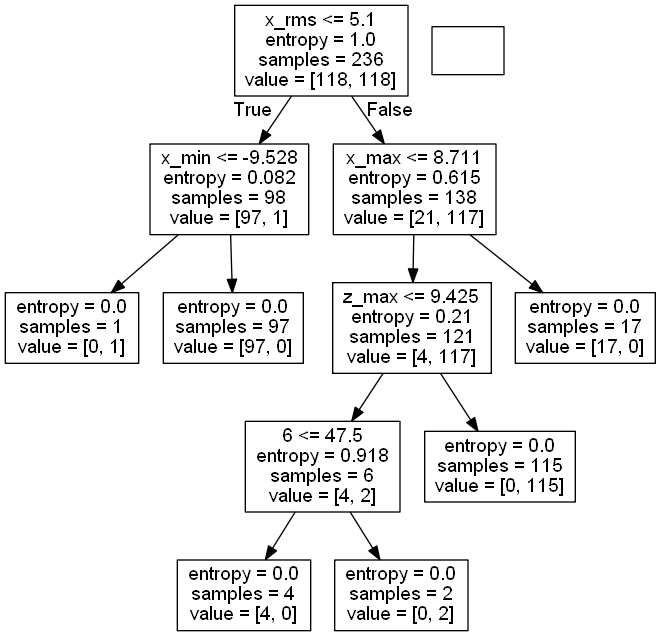 x_rms <= 5.1
entropy = 1.0
samples = 236
value = [118, 118]
True
False
x_min <= -9.528
entropy = 0.082
samples = 98
value = [97, 1]
x_max <= 8.711
entropy = 0.615
samples = 138
value = [21, 117]
entropy = 0.0
samples = 1
value = [0, 1]
entropy = 0.0
samples = 97
value = [97, 0]
z_max <= 9.425
entropy = 0.21
samples = 121
value = [4, 117]
entropy = 0.0
samples = 17
value = [17, 0]
6 <= 47.5
entropy = 0.918
samples = 6
value = [4, 2]
entropy = 0.0
samples = 115
value = [0, 115]
entropy = 0.0
samples = 4
value = [4, 0]
entropy = 0.0
samples = 2
value = [0, 2]